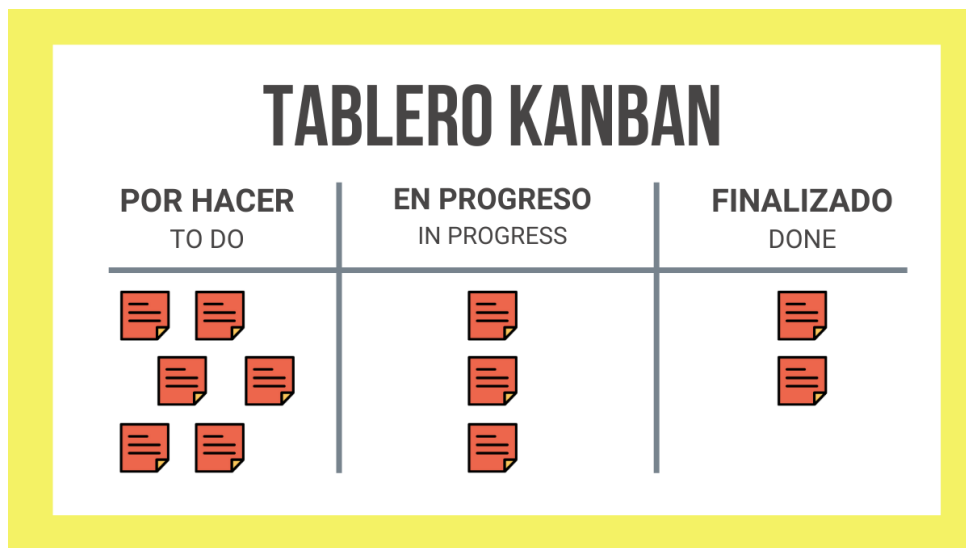 TABLERO KANBAN
POR HACER
TO DO
EN PROGRESO
IN PROGRESS
FINALIZADO
DONE